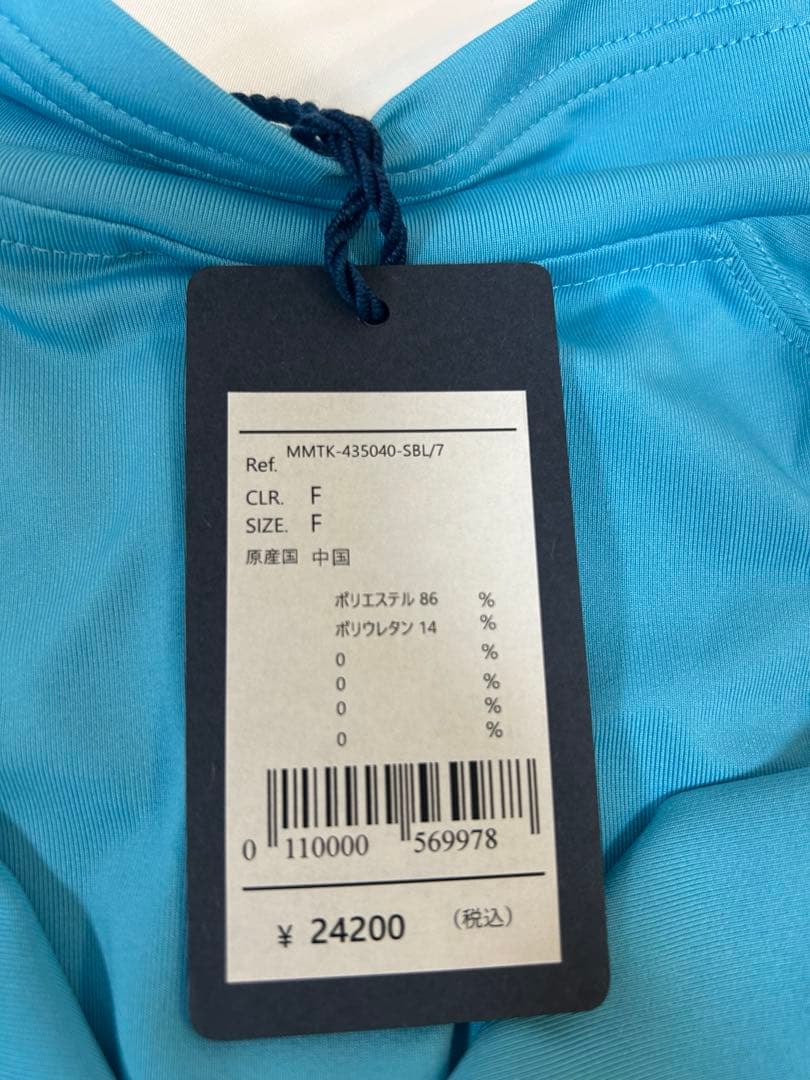 Ref. MMTK-435040-SBL/7
CLR. F
SIZE. F
原産国 中国
ポリエステル 86 %
ポリウレタン 14 %
0 %
0 %
0 %
0 %
0 110000 569978
¥ 24200 (税込)